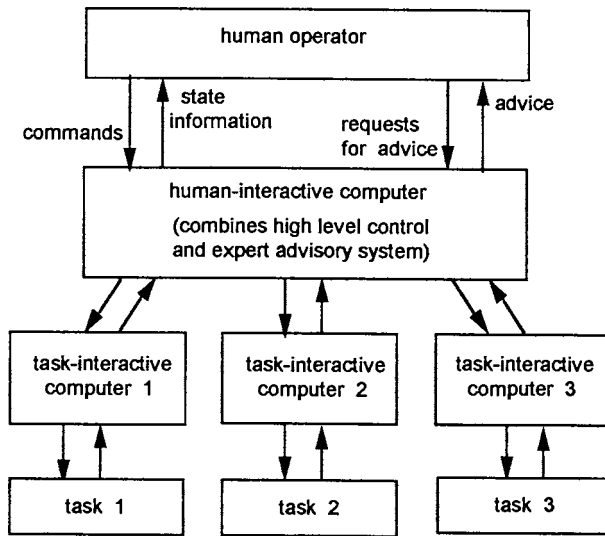 human operator
state
information
commands
requests
for advice
advice
human-interactive computer
(combines high level control
and expert advisory system)
task-interactive
computer 1
task-interactive
computer 2
task-interactive
computer 3
task 1
task 2
task 3